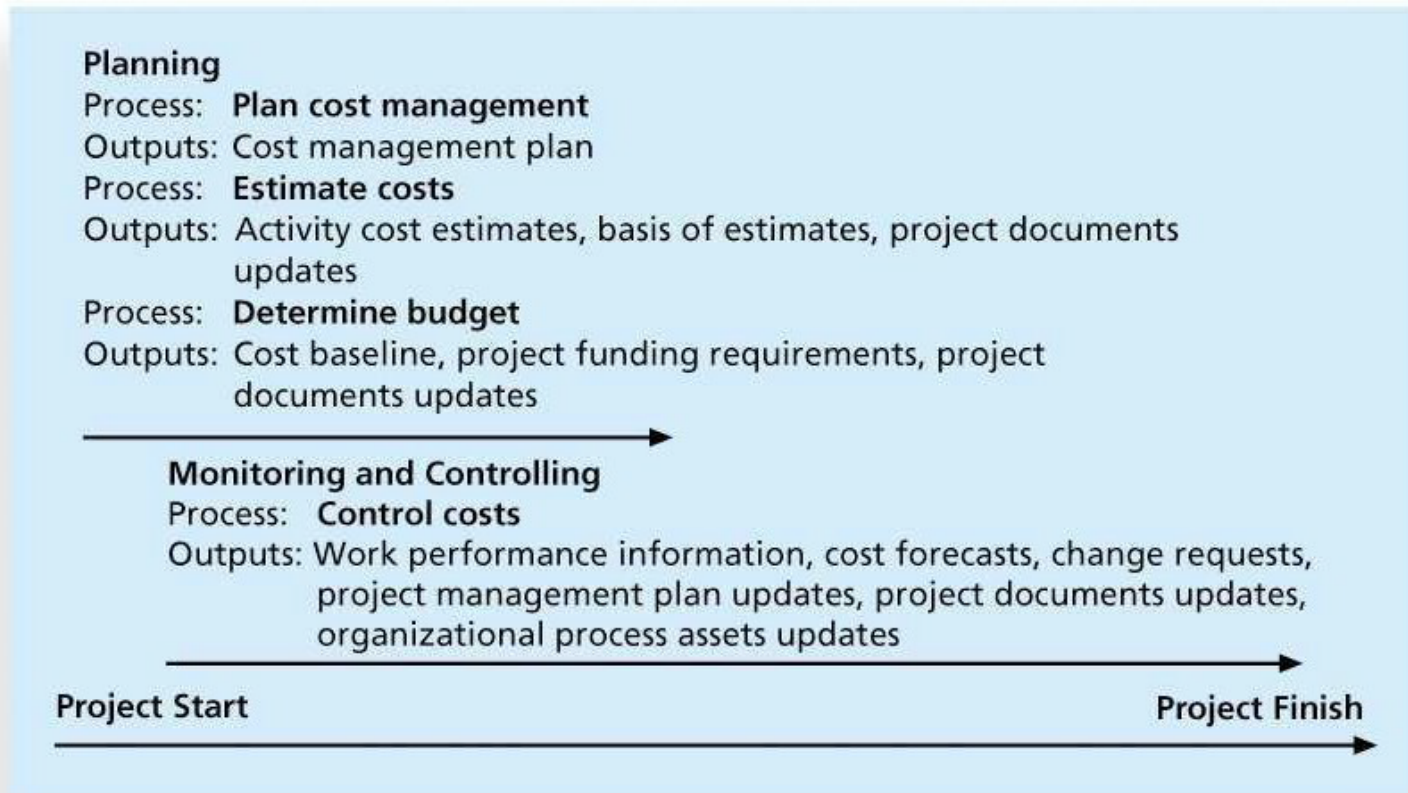 Planning
Process: Plan cost management
Outputs: Cost management plan
Process: Estimate costs
Outputs: Activity cost estimates, basis of estimates, project documents
updates
Process: Determine budget
Outputs: Cost baseline, project funding requirements, project
documents updates
Monitoring and Controlling
Process: Control costs
Outputs: Work performance information, cost forecasts, change requests,
project management plan updates, project documents updates,
organizational process assets updates
Project Start Project Finish